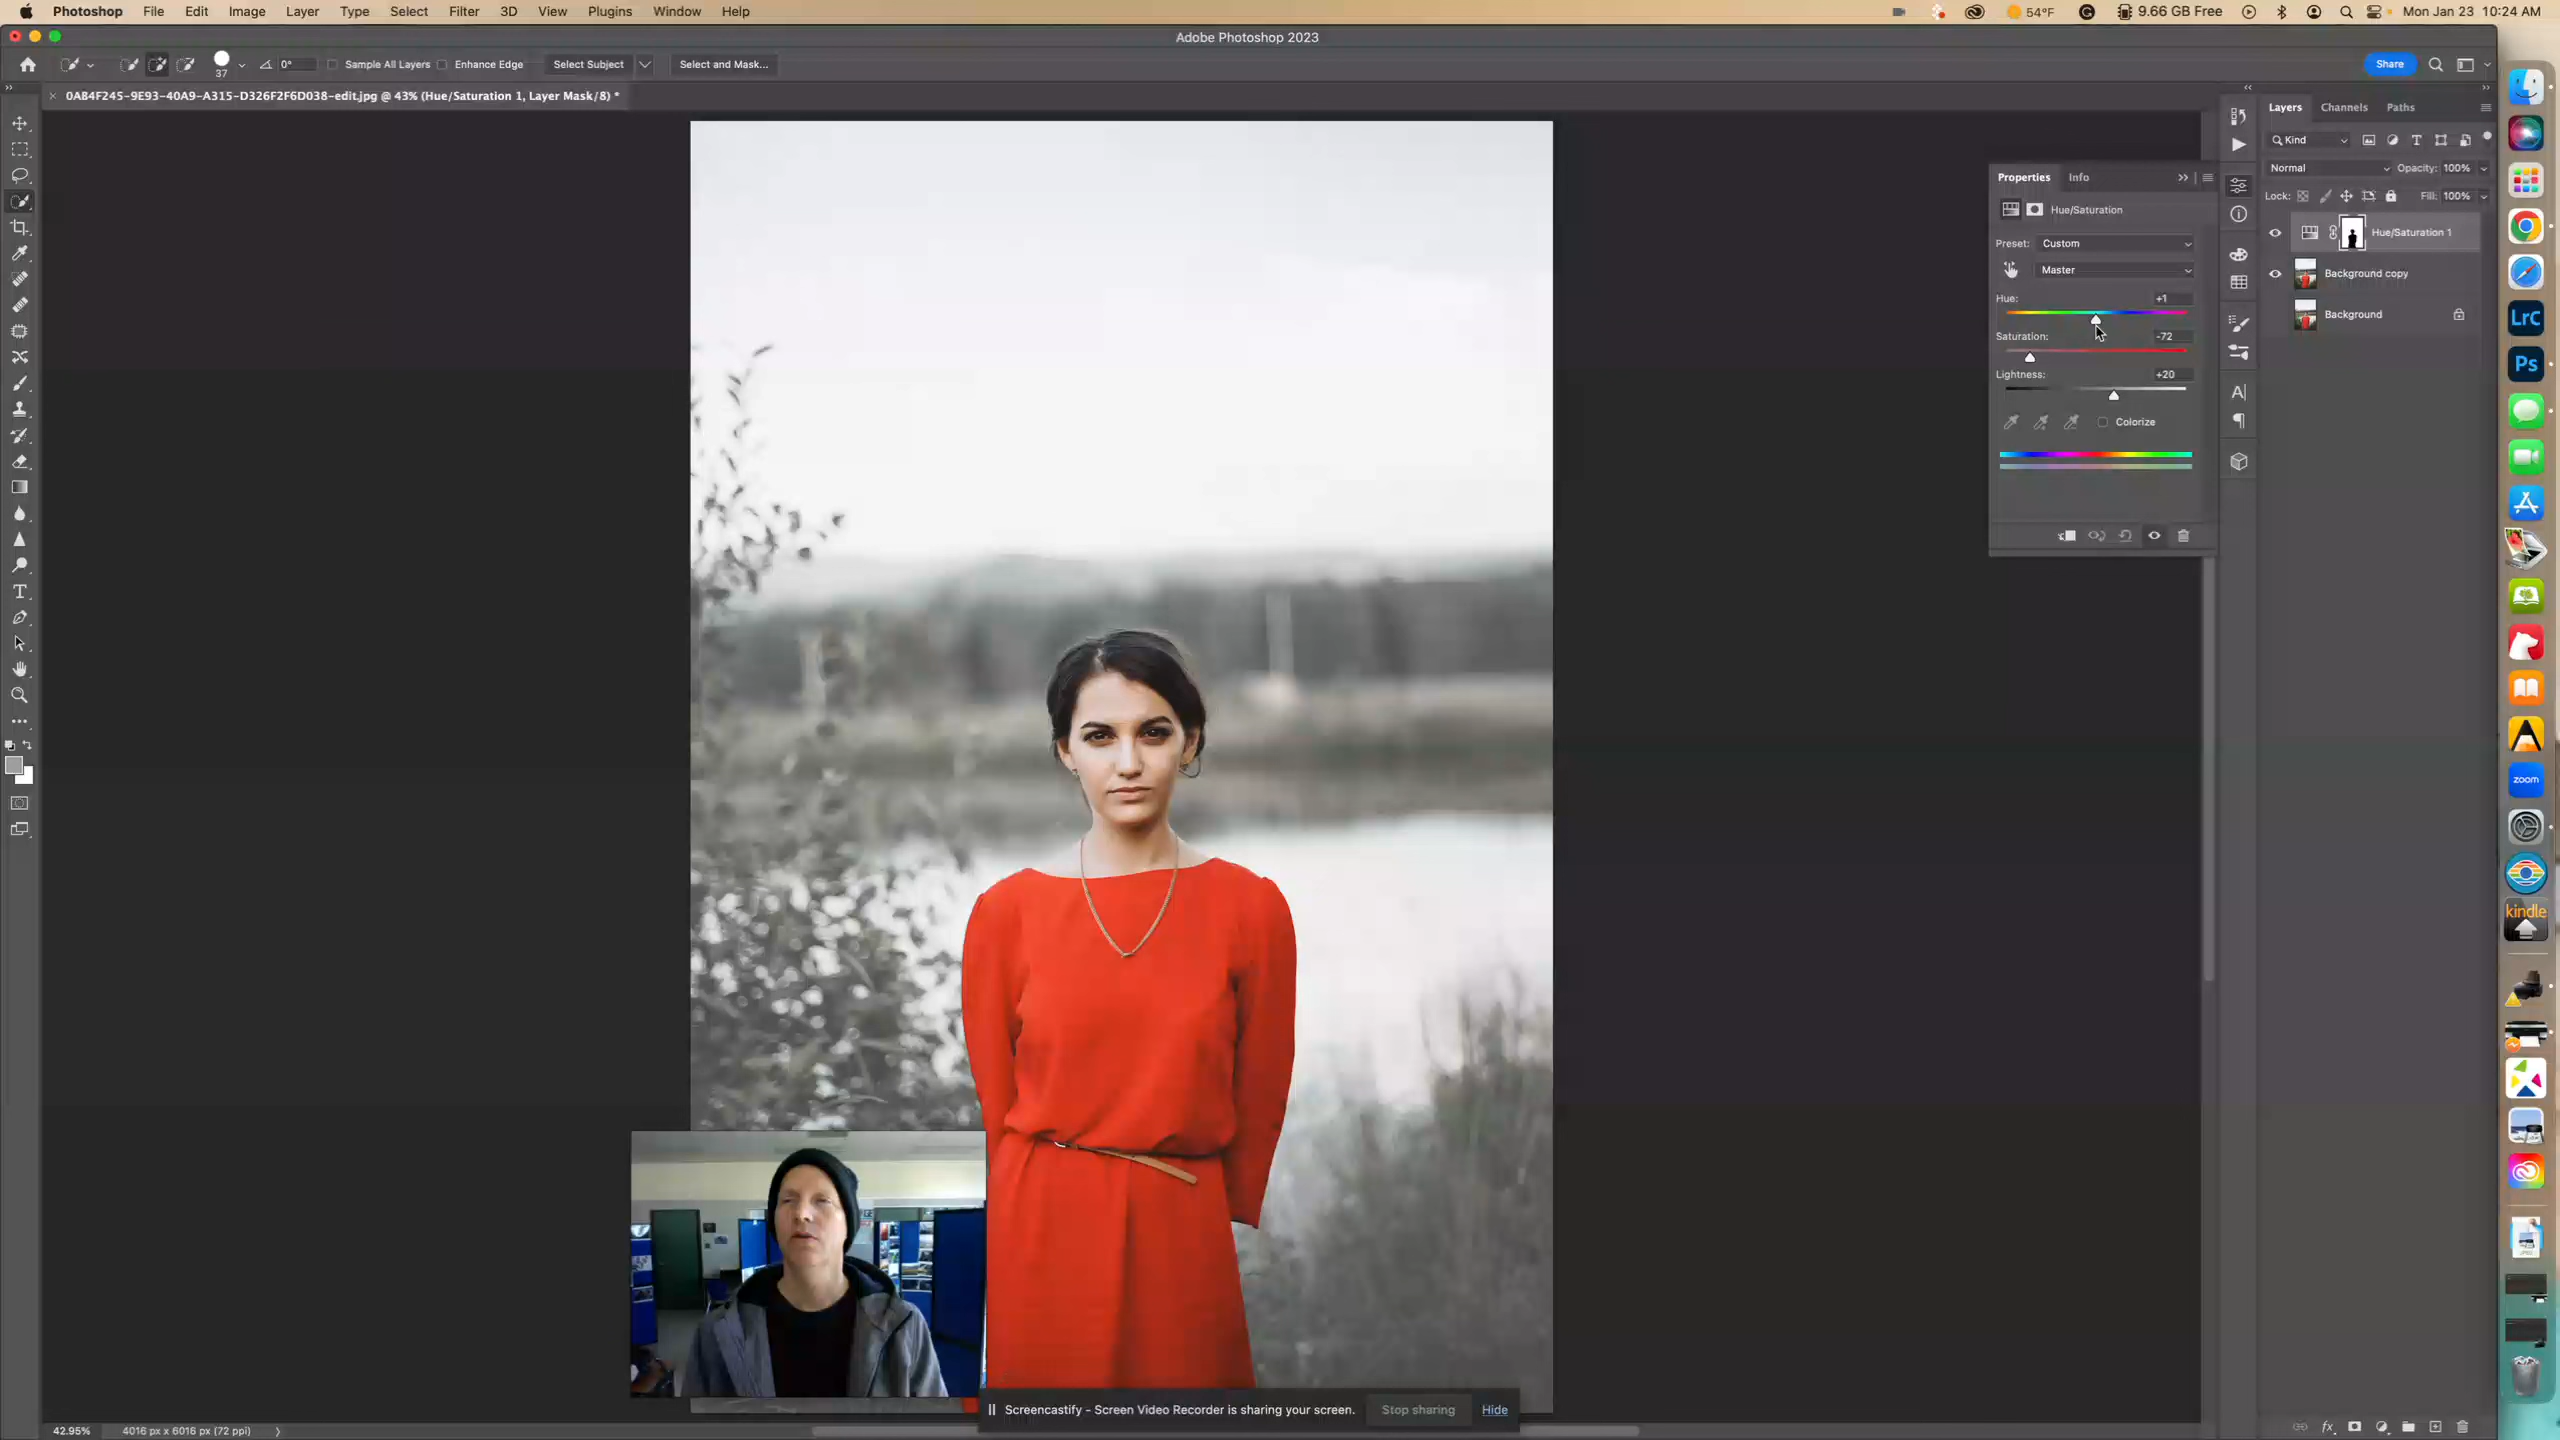 Photoshop File Edit Image Layer Type Select Filter 3D View Plugins Window Help 54°F 9.66 GB Free Mon Jan 23 10:24 AM
Adobe Photoshop 2023
37 0° Sample All Layers Enhance Edge Select Subject Select and Mask... Share
0AB4F245-9E93-40A9-A315-D326F2F6D038-edit.jpg @ 43% (Hue/Saturation 1, Layer Mask/8) *
Layers Channels Paths
Kind
Normal Opacity: 100%
Lock: Fill: 100%
Hue/Saturation 1
Background copy
Background
Properties Info
Hue/Saturation
Preset: Custom
Master
Hue: +1
Saturation: -72
Lightness: +20
Colorize
LrC
Ps
zoom
kindle
Screencastify - Screen Video Recorder is sharing your screen. Stop sharing Hide
42.95% 4016 px x 6016 px (72 ppi)